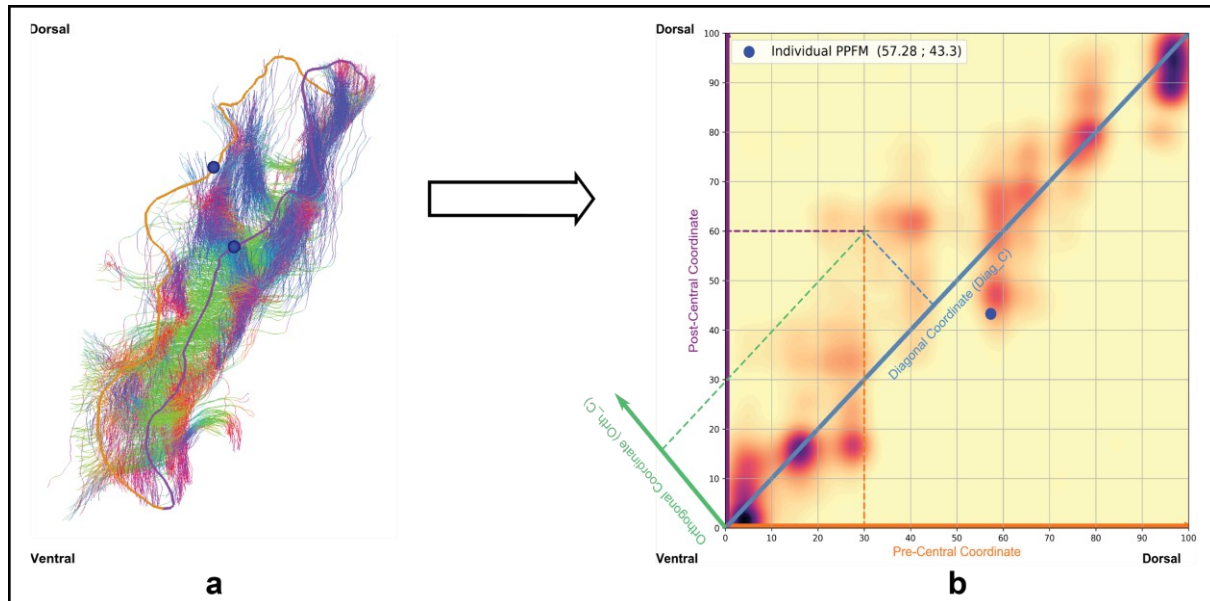 Dorsal
Ventral
a
Dorsal
Individual PPFM (57.28 ; 43.3)
100
90
80
70
60
50
40
30
20
10
0
Post-Central Coordinate
Diagonal Coordinate (Diag_C)
Orthogonal Coordinate (Orth_C)
0 10 20 30 40 50 60 70 80 90 100
Ventral
Pre-Central Coordinate
Dorsal
b